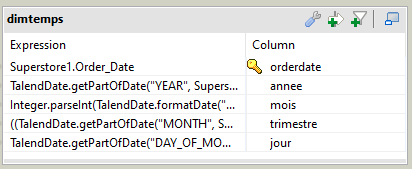 dimtemps
Expression Column
Superstore1.Order_Date orderdate
TalendDate.getPartOfDate("YEAR", Supers... annee
Integer.parseInt(TalendDate.formatDate("... mois
((TalendDate.getPartOfDate("MONTH", S... trimestre
TalendDate.getPartOfDate("DAY_OF_MO... jour